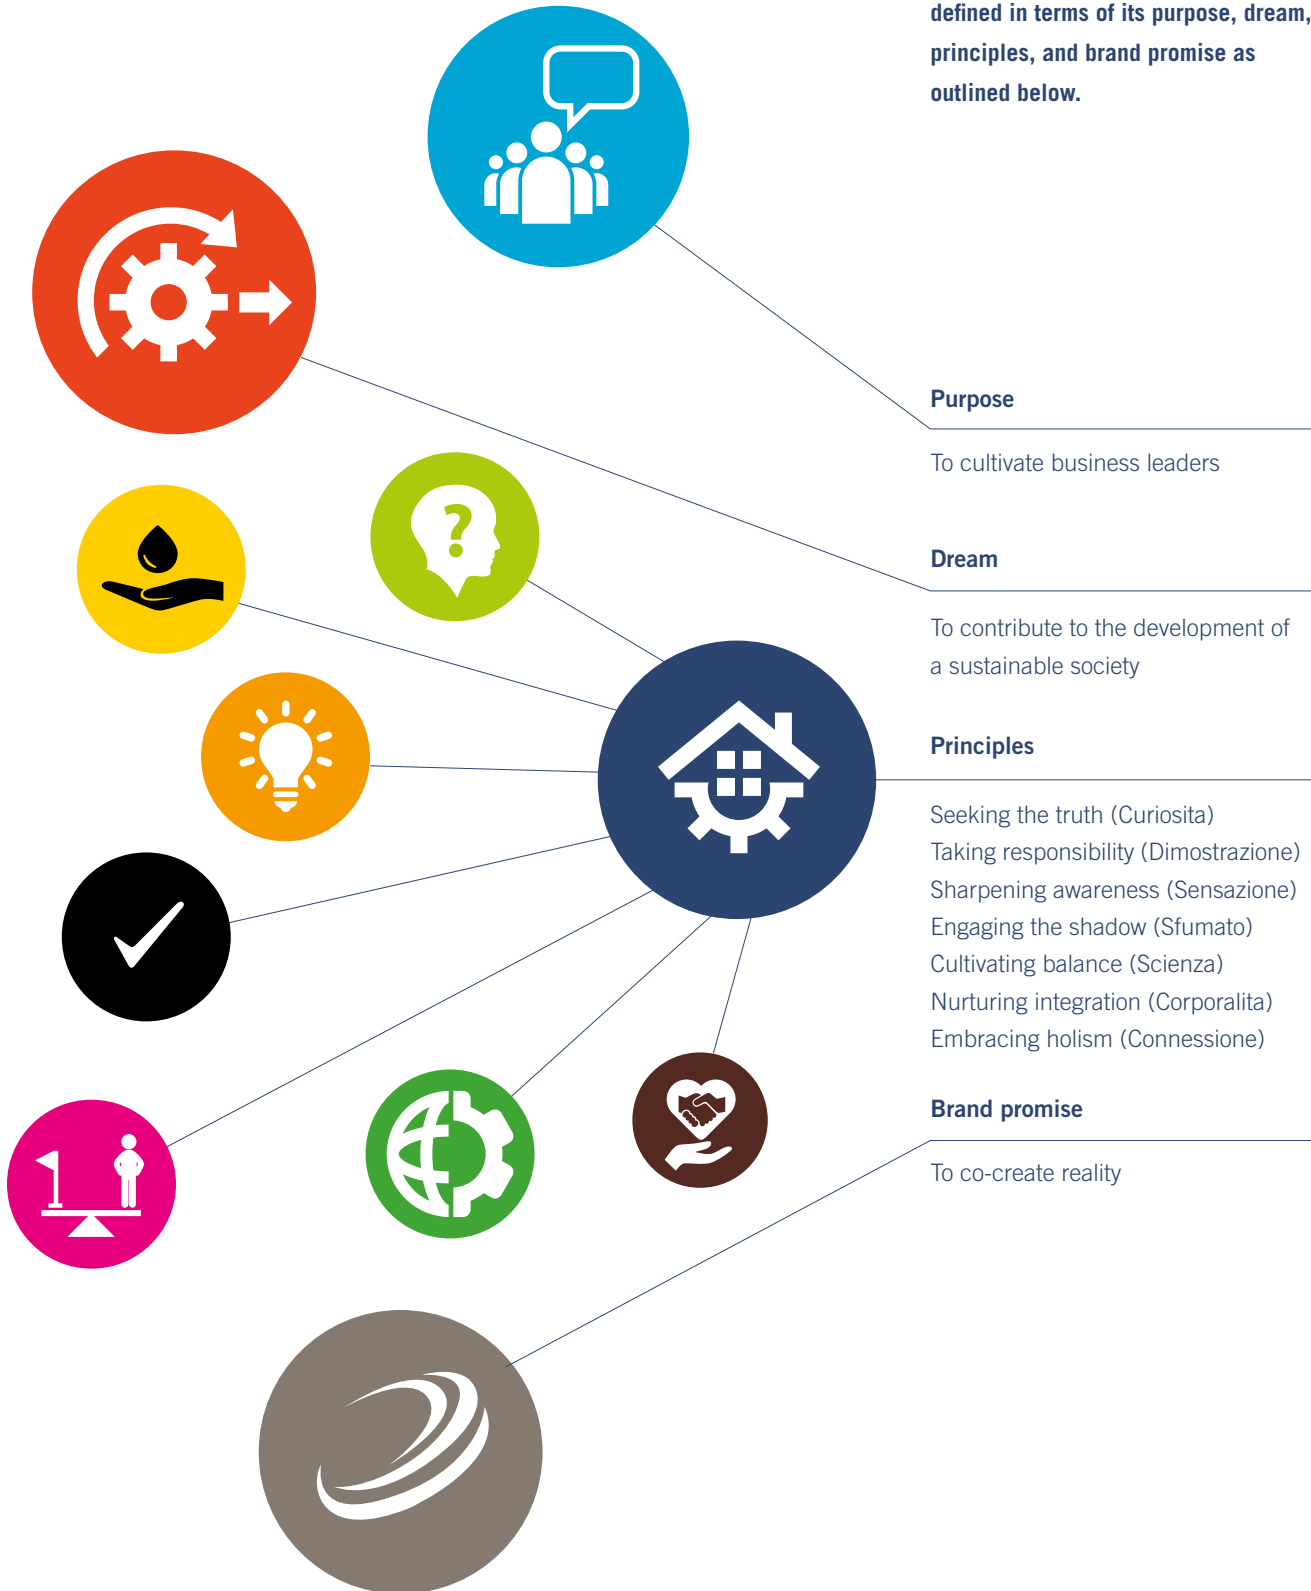 defined in terms of its purpose, dream,
principles, and brand promise as
outlined below.
Purpose
To cultivate business leaders
Dream
To contribute to the development of
a sustainable society
Principles
Seeking the truth (Curiosita)
Taking responsibility (Dimostrazione)
Sharpening awareness (Sensazione)
Engaging the shadow (Sfumato)
Cultivating balance (Scienza)
Nurturing integration (Corporalita)
Embracing holism (Connessione)
Brand promise
To co-create reality
?